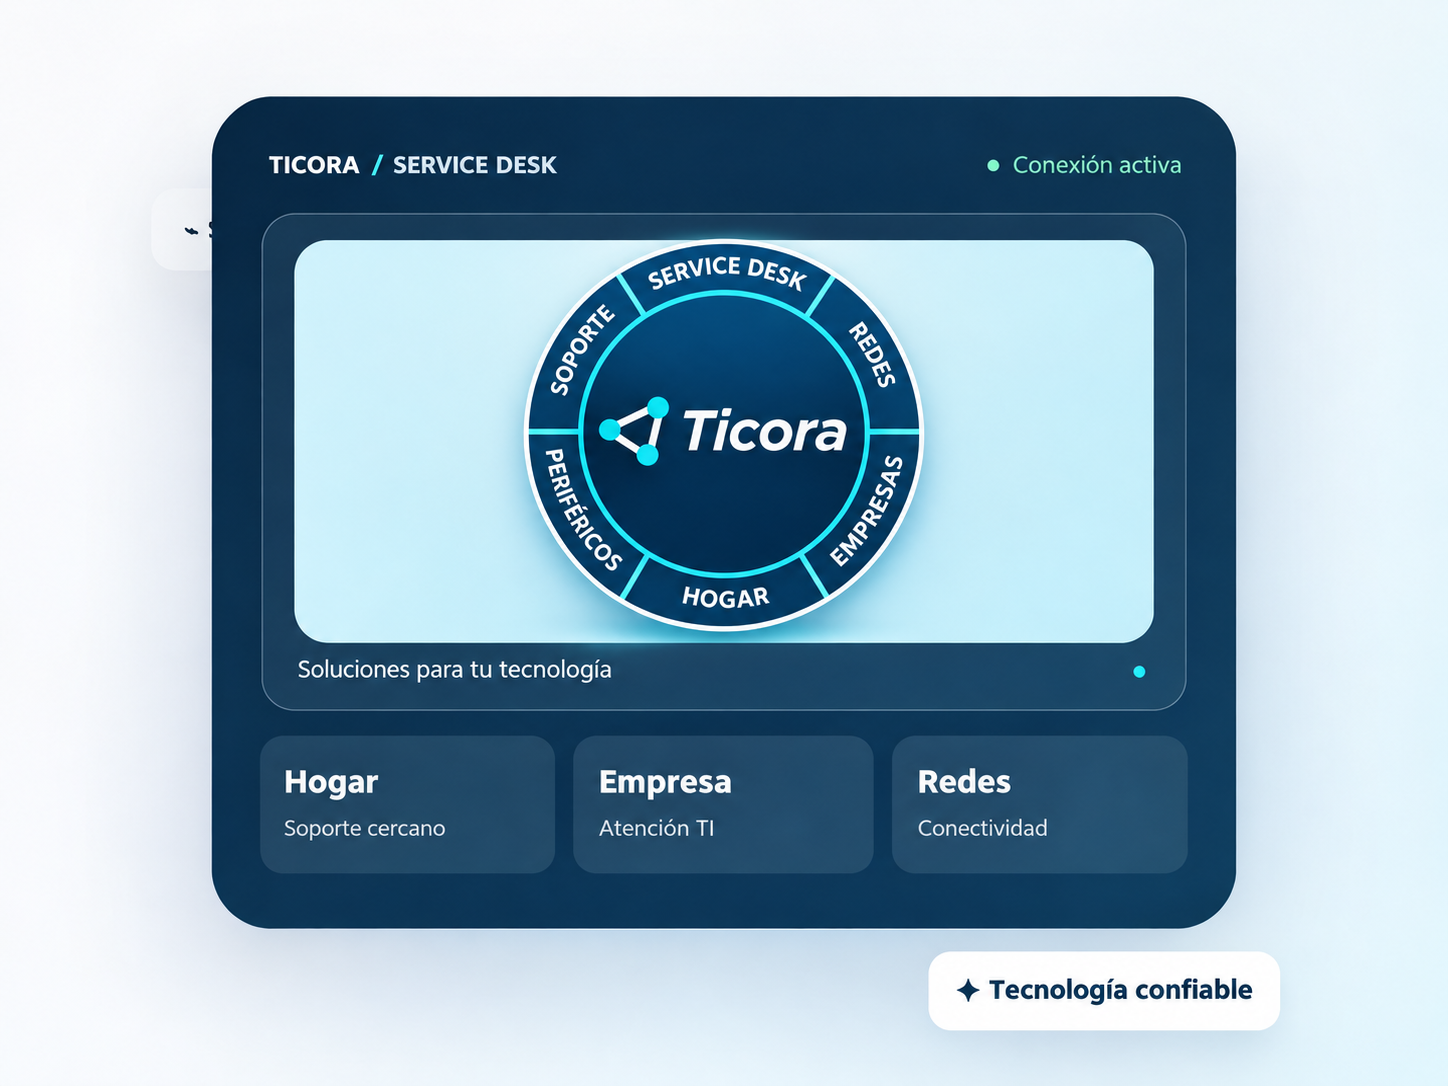 TICORA / SERVICE DESK
Conexión activa
SERVICE DESK
REDES
EMPRESAS
HOGAR
PERIFÉRICOS
SOPORTE
Ticora
Soluciones para tu tecnología
Hogar
Soporte cercano
Empresa
Atención TI
Redes
Conectividad
Tecnología confiable